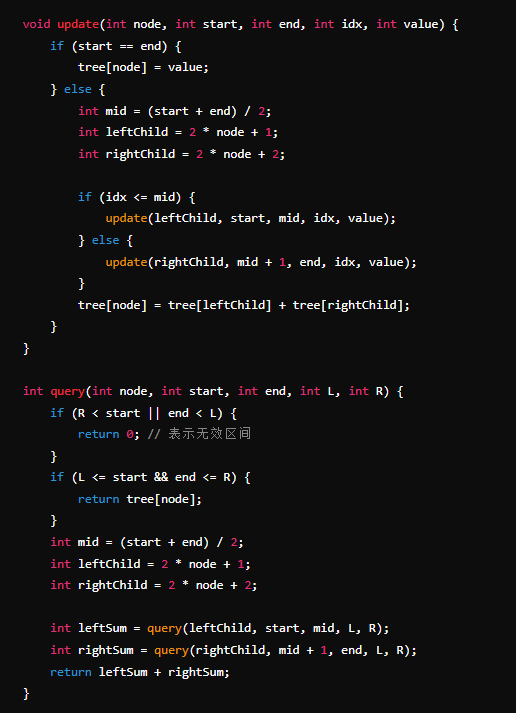 void update(int node, int start, int end, int idx, int value) {
    if (start == end) {
        tree[node] = value;
    } else {
        int mid = (start + end) / 2;
        int leftChild = 2 * node + 1;
        int rightChild = 2 * node + 2;

        if (idx <= mid) {
            update(leftChild, start, mid, idx, value);
        } else {
            update(rightChild, mid + 1, end, idx, value);
        }
        tree[node] = tree[leftChild] + tree[rightChild];
    }
}

int query(int node, int start, int end, int L, int R) {
    if (R < start || end < L) {
        return 0; // 表示无效区间
    }
    if (L <= start && end <= R) {
        return tree[node];
    }
    int mid = (start + end) / 2;
    int leftChild = 2 * node + 1;
    int rightChild = 2 * node + 2;

    int leftSum = query(leftChild, start, mid, L, R);
    int rightSum = query(rightChild, mid + 1, end, L, R);
    return leftSum + rightSum;
}